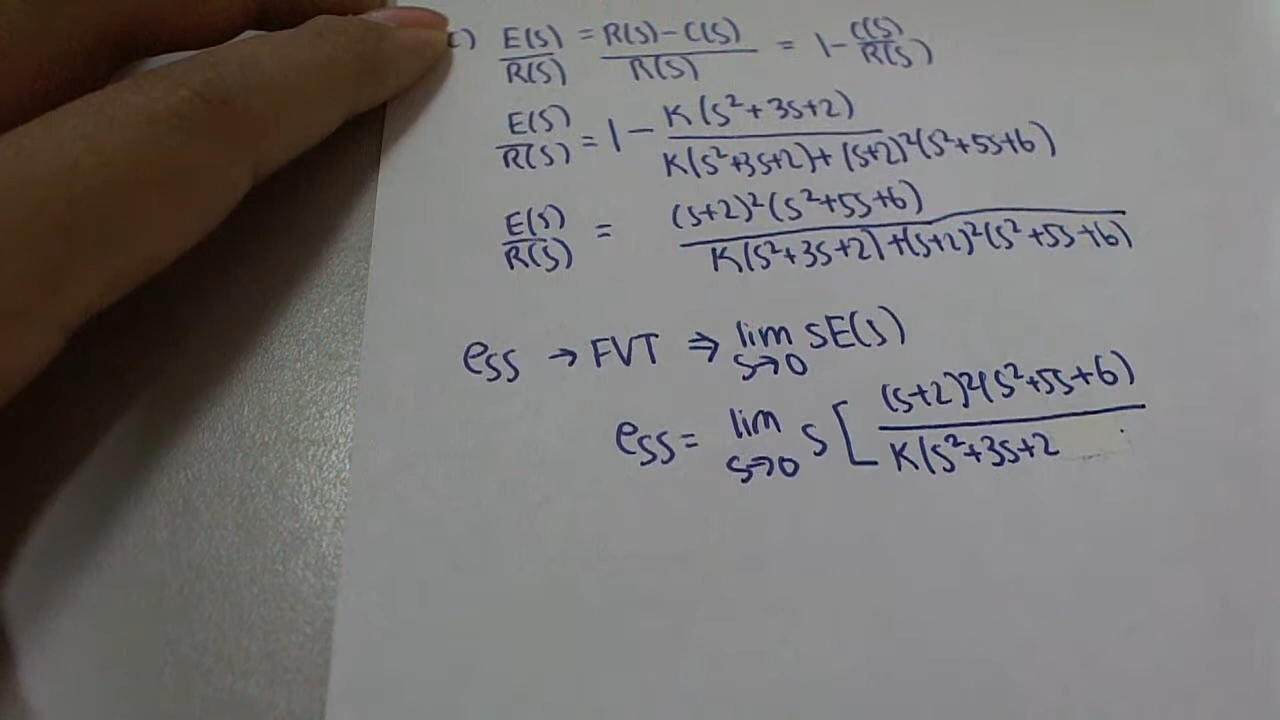 c) E(s)/R(s) = R(s) - C(s)/R(s) = 1 - C(s)/R(s)
E(s)/R(s) = 1 - K(s²+3s+2)/K(s²+3s+2)+(s+2)²(s²+5s+6)
E(s)/R(s) = (s+2)²(s²+5s+6)/K(s²+3s+2)+(s+2)²(s²+5s+6)
ess → FVT ⇒ lim s→0 sE(s)
ess = lim s→0 s[(s+2)²(s²+5s+6)/K(s²+3s+2